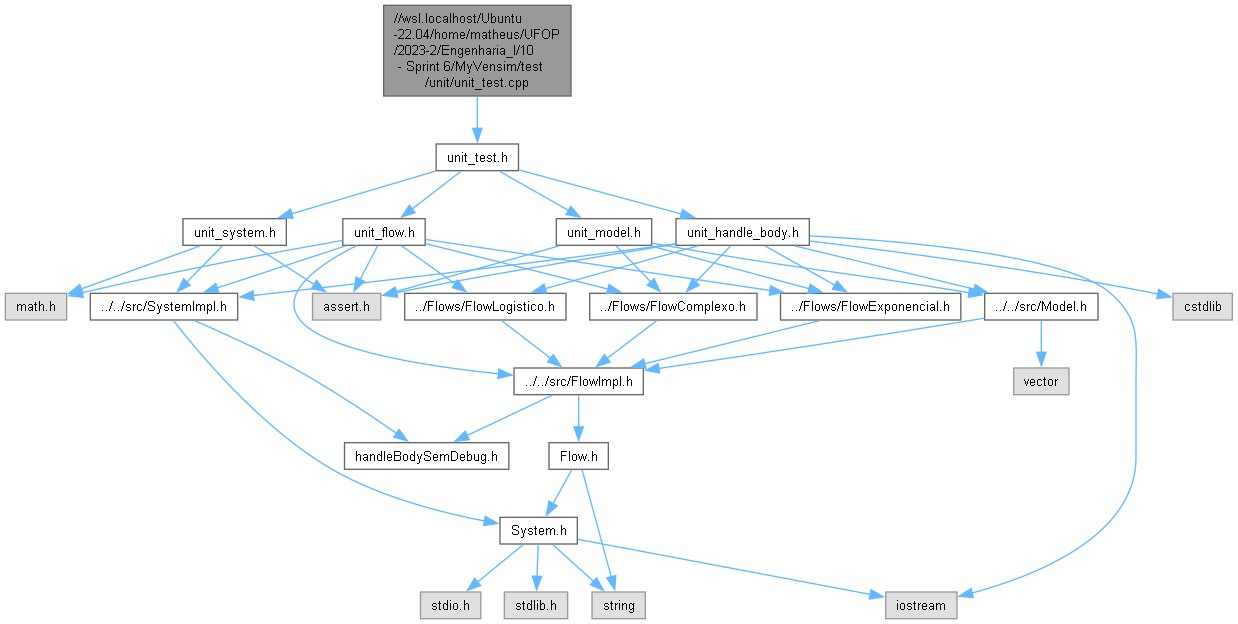 //wsl.localhost/Ubuntu
-22.04/home/matheus/UFOP
/2023-2/Engenharia_I/10
- Sprint 6/MyVensim/test
/unit/unit_test.cpp
unit_test.h
unit_system.h
unit_flow.h
unit_model.h
unit_handle_body.h
math.h
../../src/SystemImpl.h
assert.h
../Flows/FlowLogistico.h
../Flows/FlowComplexo.h
../Flows/FlowExponencial.h
../../src/Model.h
cstdlib
../../src/FlowImpl.h
vector
handleBodySemDebug.h
Flow.h
System.h
stdio.h
stdlib.h
string
iostream